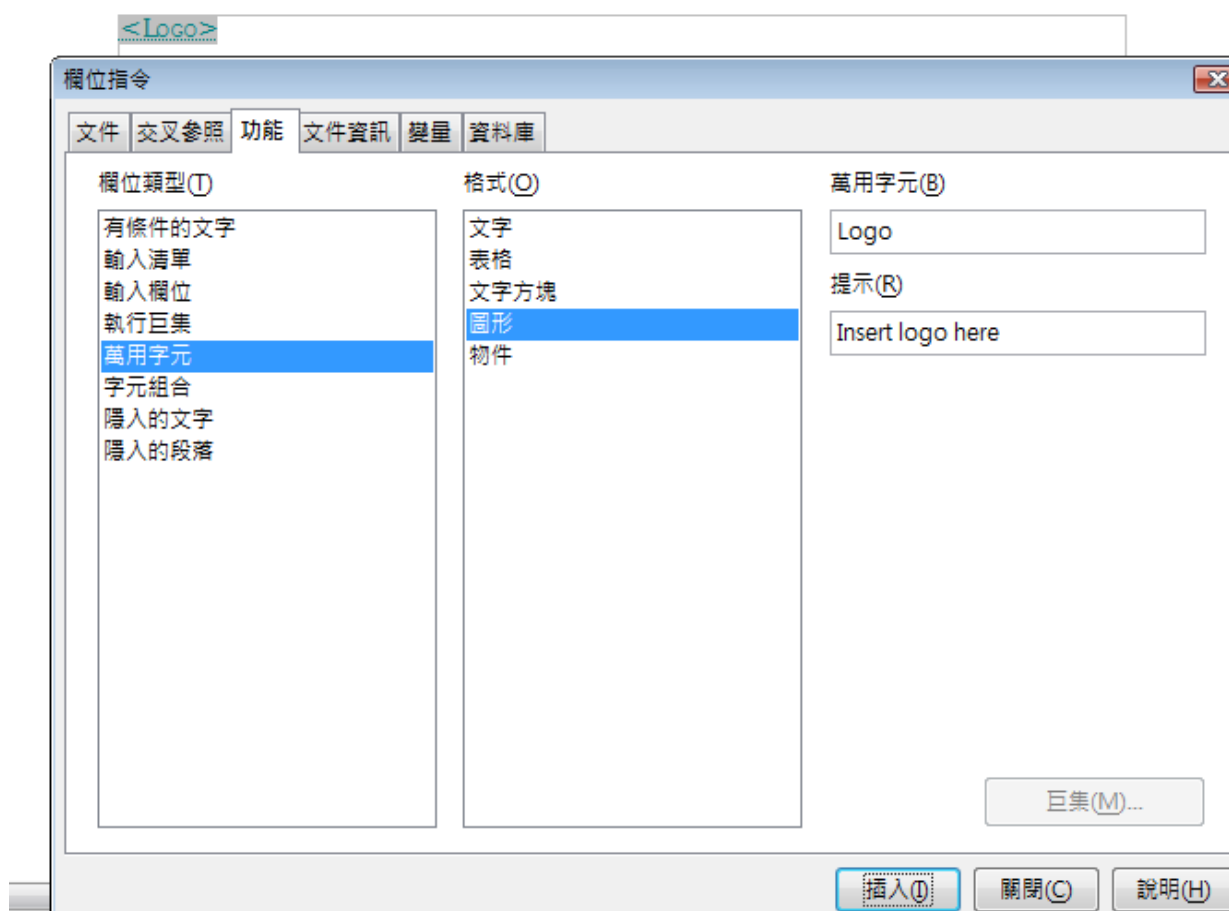 <Logo>
欄位指令
文件 交叉參照 功能 文件資訊 變量 資料庫
欄位類型(T)
有條件的文字
輸入清單
輸入欄位
執行巨集
萬用字元
字元組合
隱入的文字
隱入的段落
格式(O)
文字
表格
文字方塊
圖形
物件
萬用字元(B)
Logo
提示(R)
Insert logo here
巨集(M)...
插入(I) 關閉(C) 說明(H)